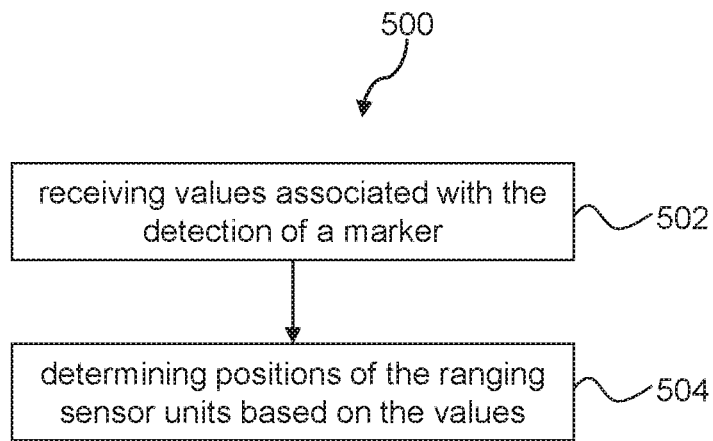 500
receiving values associated with the
detection of a marker
502
determining positions of the ranging
sensor units based on the values
504